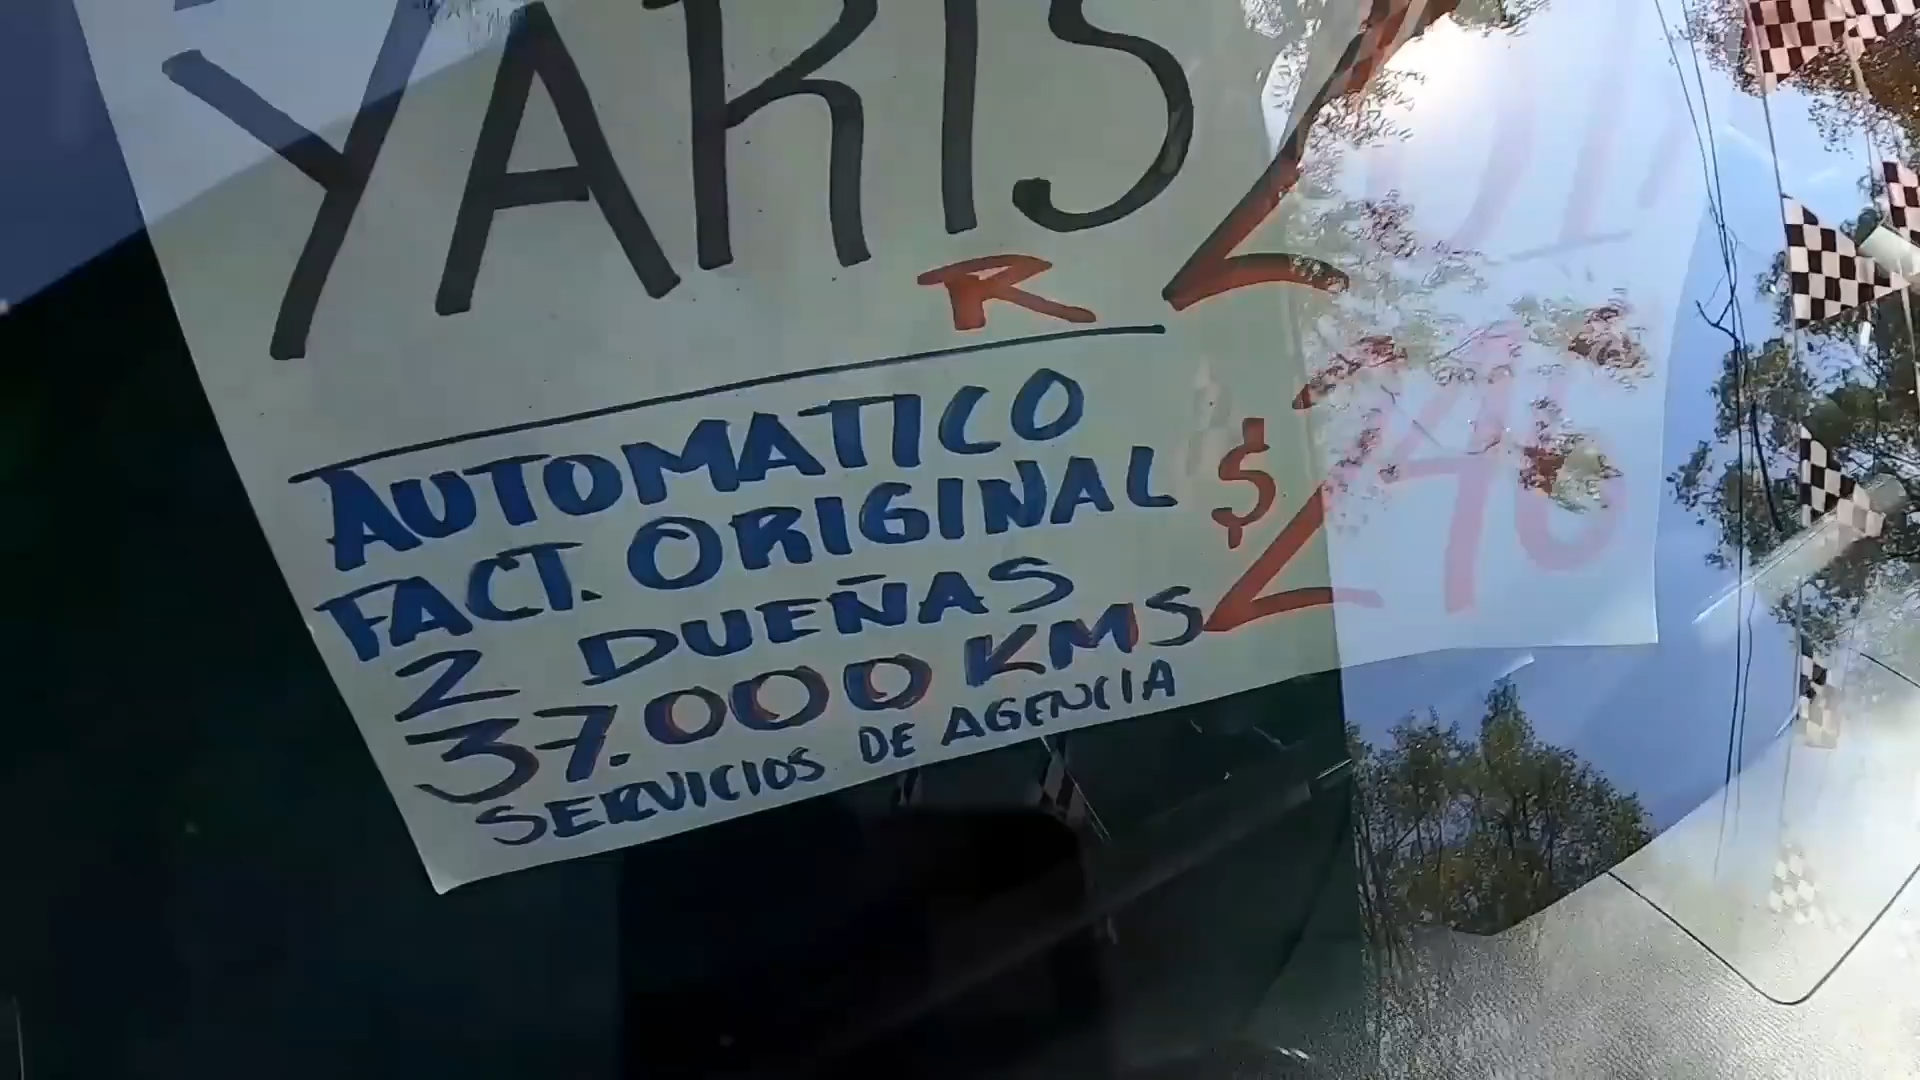 YARIS
R
AUTOMATICO
FACT. ORIGINAL
2 DUEÑAS
37.000 KMS
SERVICIOS DE AGENCIA